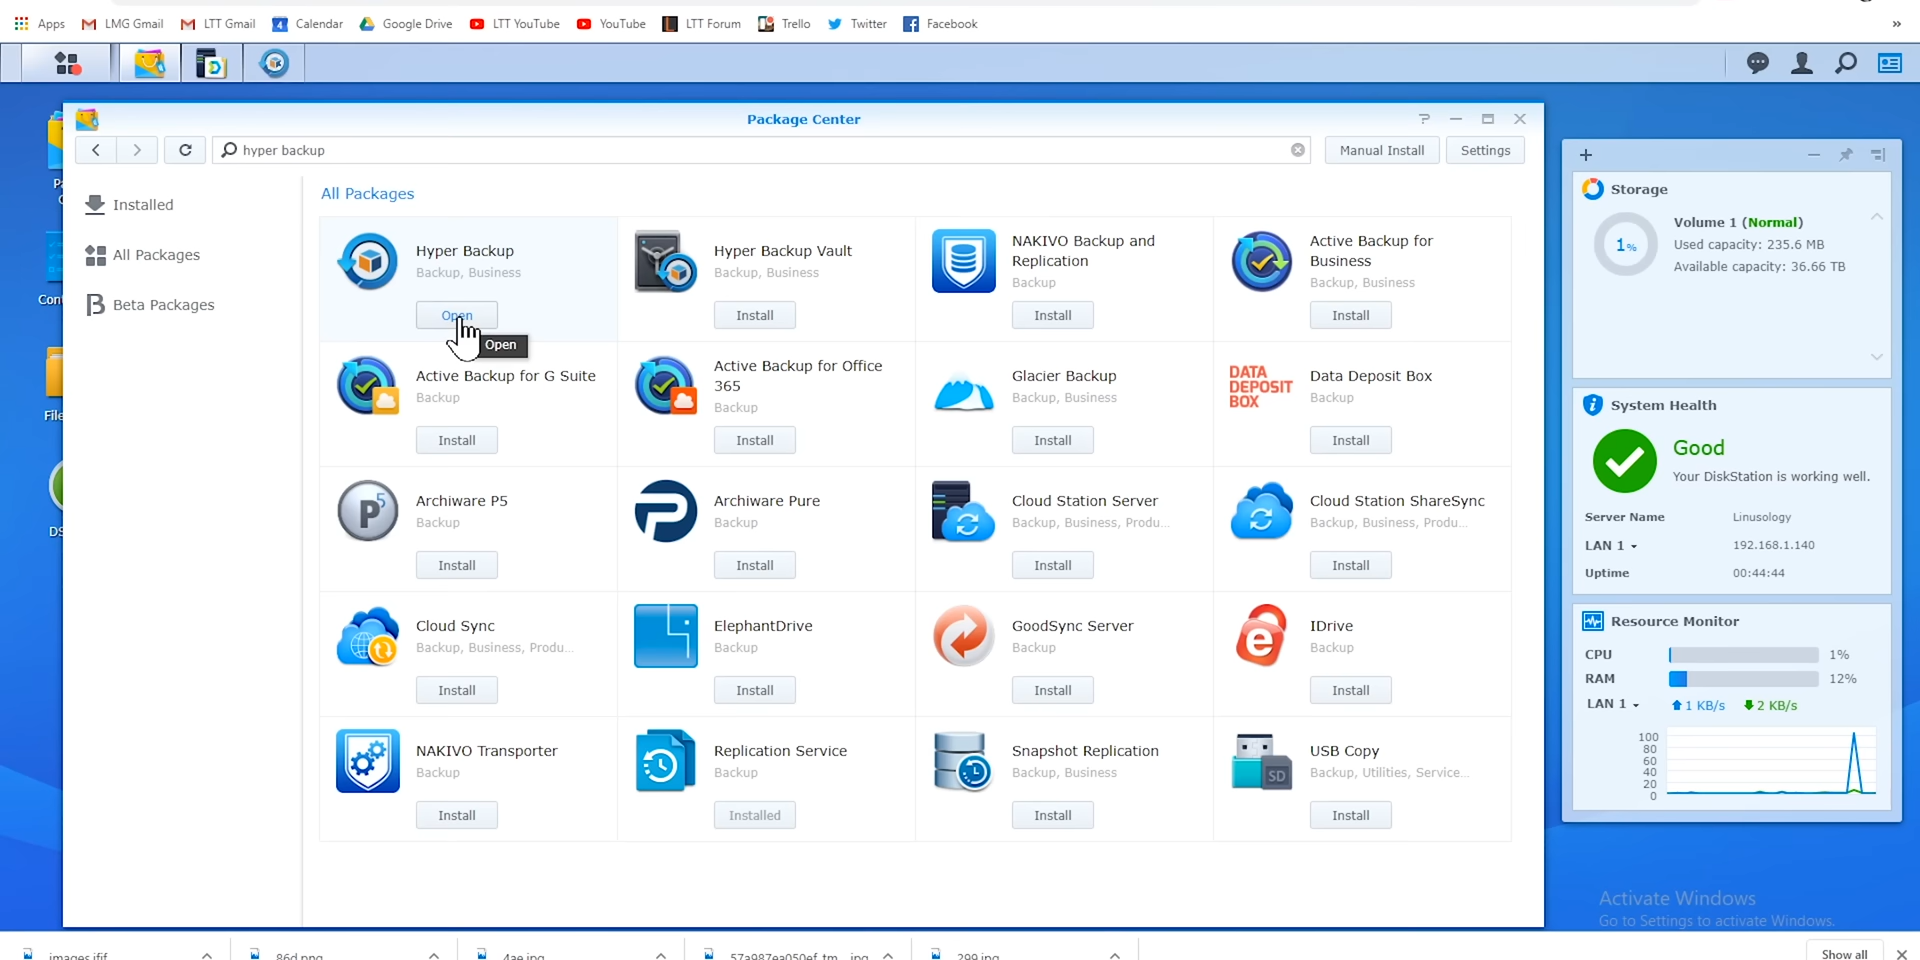 Apps LMG Gmail LTT Gmail Calendar Google Drive LTT YouTube YouTube LTT Forum Trello Twitter Facebook »
Package Center
hyper backup
Manual Install
Settings
Installed
All Packages
Beta Packages
All Packages
Hyper Backup
Backup, Business
Open
Open
Hyper Backup Vault
Backup, Business
Install
NAKIVO Backup and
Replication
Backup
Install
Active Backup for
Business
Backup, Business
Install
Active Backup for G Suite
Backup
Install
Active Backup for Office
365
Backup
Install
Glacier Backup
Backup, Business
Install
DATA
DEPOSIT
BOX
Data Deposit Box
Backup
Install
P5
Archiware P5
Backup
Install
Archiware Pure
Backup
Install
Cloud Station Server
Backup, Business, Produ...
Install
Cloud Station ShareSync
Backup, Business, Produ...
Install
Cloud Sync
Backup, Business, Produ...
Install
ElephantDrive
Backup
Install
GoodSync Server
Backup
Install
e
IDrive
Backup
Install
NAKIVO Transporter
Backup
Install
Replication Service
Backup
Installed
Snapshot Replication
Backup, Business
Install
SD
USB Copy
Backup, Utilities, Service...
Install
Storage
1%
Volume 1 (Normal)
Used capacity: 235.6 MB
Available capacity: 36.66 TB
System Health
Good
Your DiskStation is working well.
Server Name Linusology
LAN 1 192.168.1.140
Uptime 00:44:44
Resource Monitor
CPU 1%
RAM 12%
LAN 1 1 KB/s 2 KB/s
100
80
60
40
20
0
Activate Windows
Go to Settings to activate Windows.
images.jfif 86d.png 4ae.jpg 299.jpg Show all